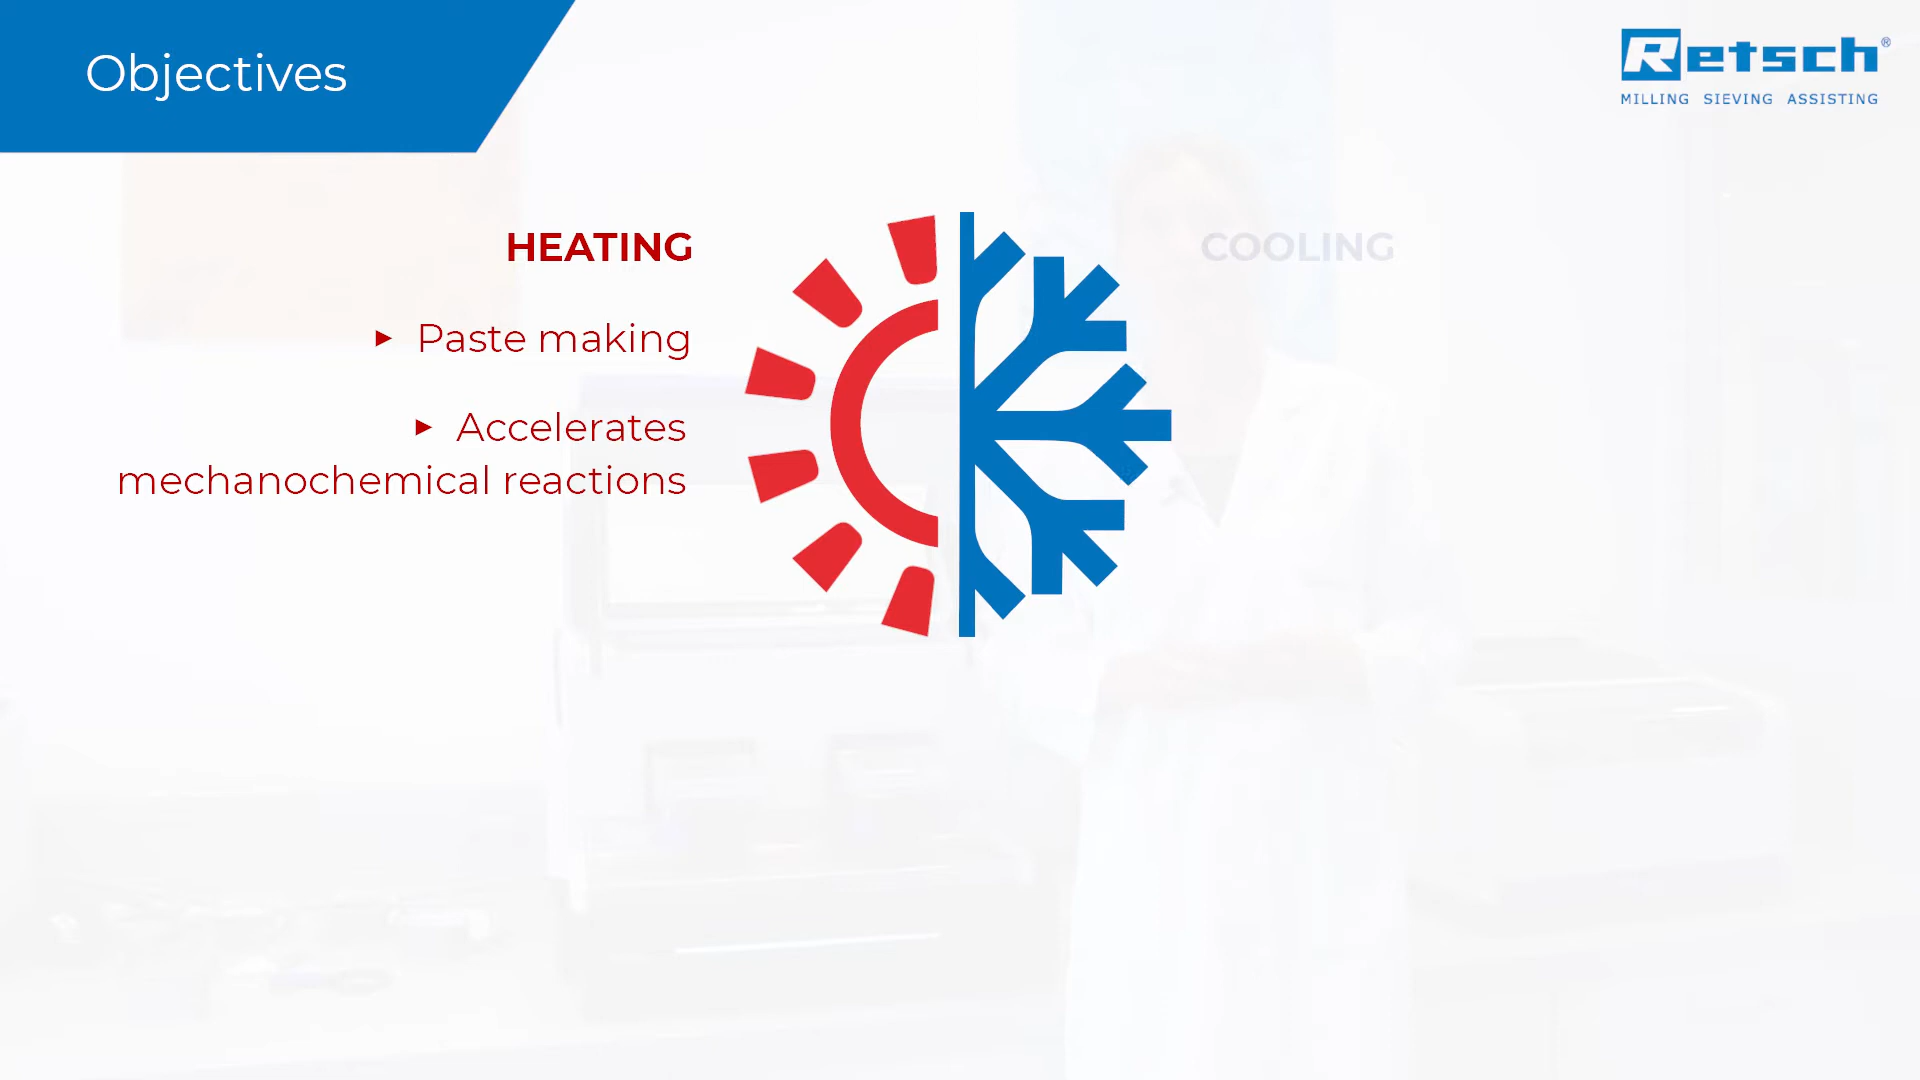 Objectives
Retsch®
MILLING SIEVING ASSISTING
HEATING
► Paste making
► Accelerates
mechanochemical reactions
COOLING